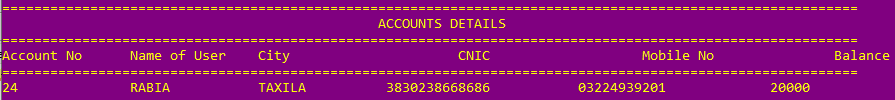 ===========================================================================================================
ACCOUNTS DETAILS
===========================================================================================================
Account No Name of User City CNIC Mobile No Balance
===========================================================================================================
24 RABIA TAXILA 3830238668686 03224939201 20000